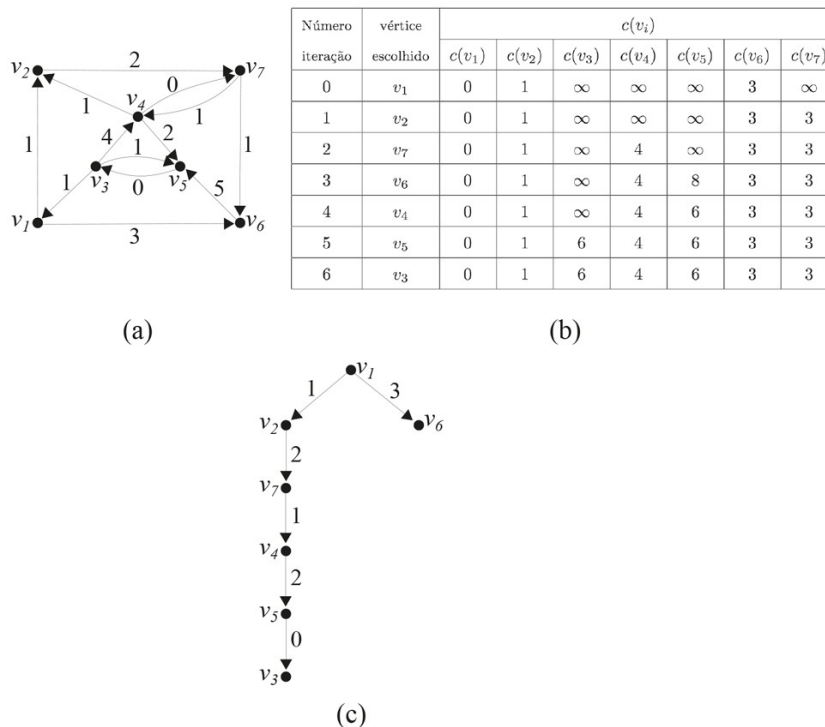 v2 2 v7
0
v4
1 1
4 1 2
1 1
v3 v5
0
1 5
v1 v6
3
(a)
Número vértice c(vi)
iteração escolhido c(v1) c(v2) c(v3) c(v4) c(v5) c(v6) c(v7)
0 v1 0 1 ∞ ∞ ∞ 3 ∞
1 v2 0 1 ∞ ∞ ∞ 3 3
2 v7 0 1 ∞ 4 ∞ 3 3
3 v6 0 1 ∞ 4 8 3 3
4 v4 0 1 ∞ 4 6 3 3
5 v5 0 1 6 4 6 3 3
6 v3 0 1 6 4 6 3 3
(b)
v1
1 3
v2 v6
2
v7
1
v4
2
v5
0
v3
(c)